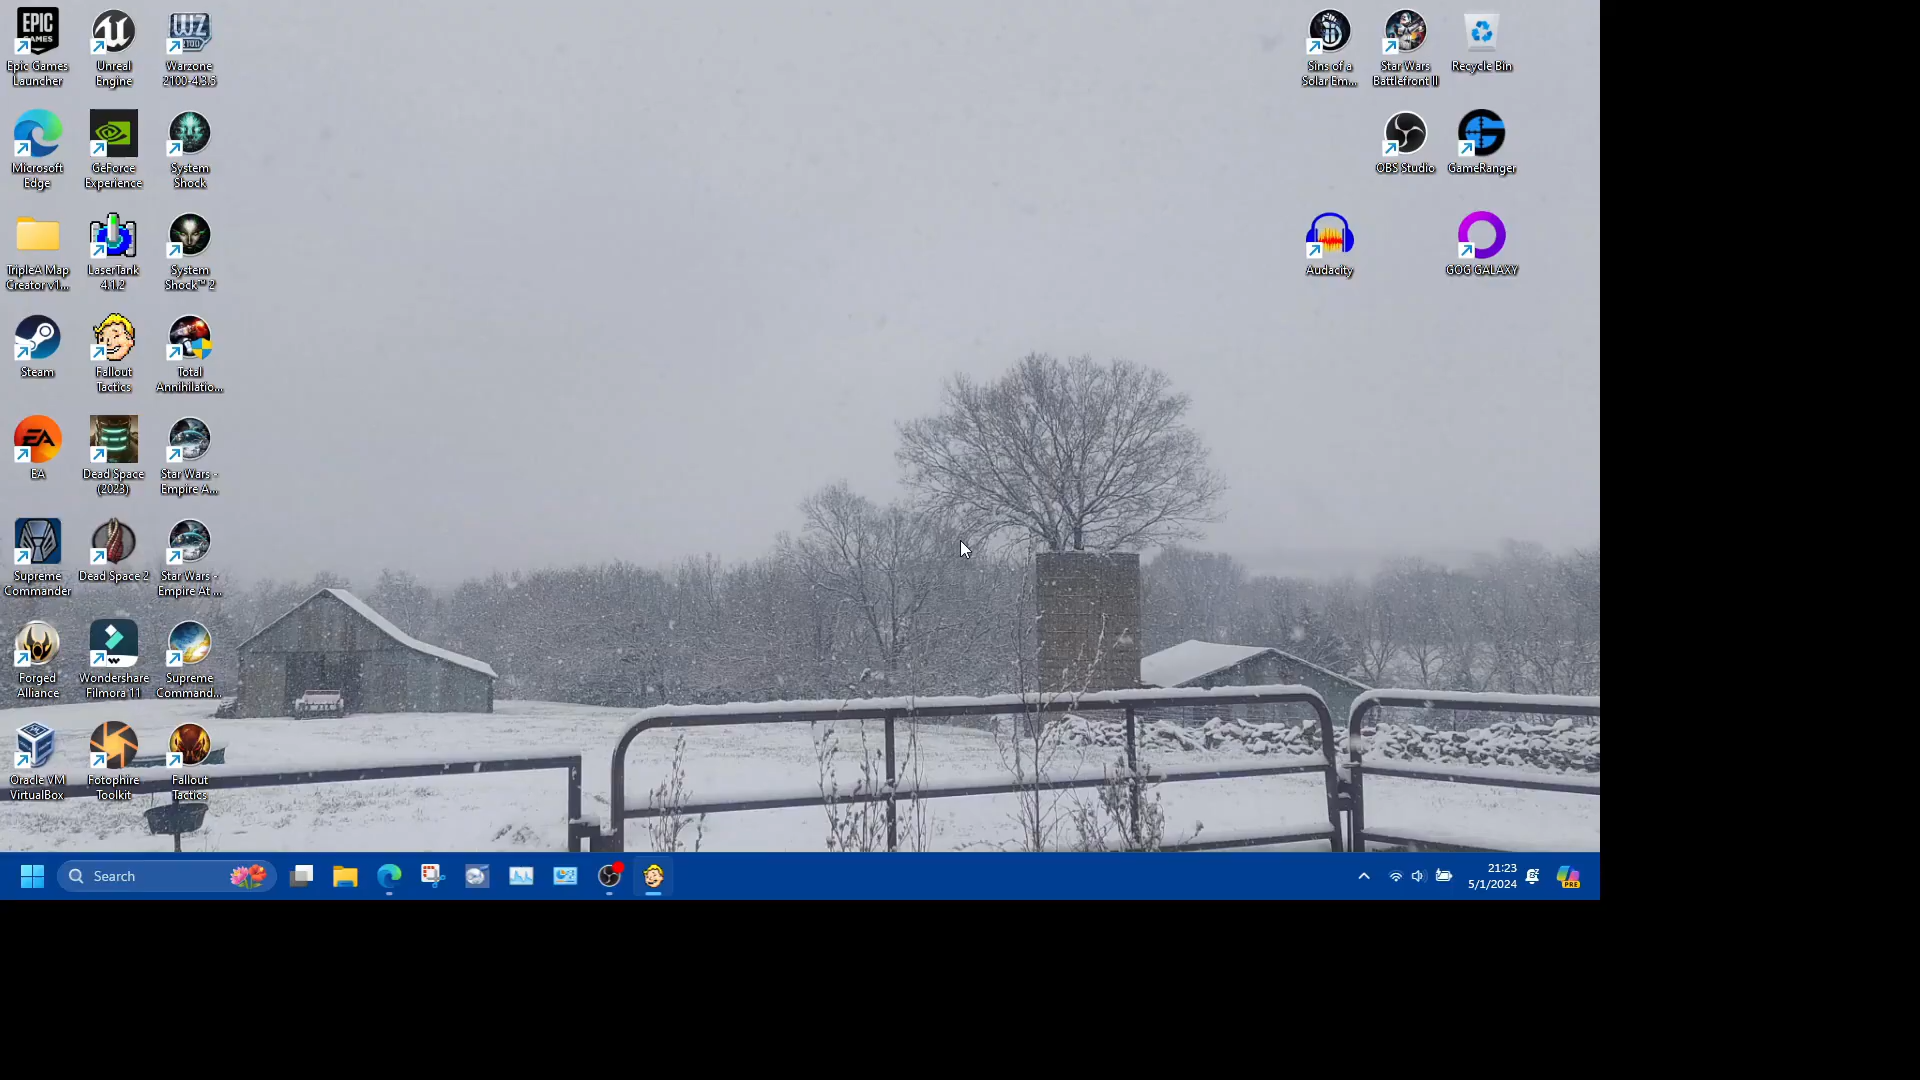 EPIC
GAMES
Epic Games
Launcher
Unreal
Engine
WZ
2100
Warzone
2100-4.3.5
Microsoft
Edge
GeForce
Experience
System
Shock
TripleA Map
Creator v1...
LaserTank
4.1.2
System
Shock™ 2
Steam
Fallout
Tactics
Total
Annihilatio...
EA
EA
Dead Space
(2023)
Star Wars -
Empire A...
Supreme
Commander
Dead Space 2
Star Wars -
Empire At ...
Forged
Alliance
Wondershare
Filmora 11
Supreme
Command...
Oracle VM
VirtualBox
Fotophire
Toolkit
Fallout
Tactics
Sins of a
Solar Em...
Star Wars
Battlefront II
Recycle Bin
OBS Studio
GameRanger
Audacity
GOG GALAXY
Search
21:23
5/1/2024
PRE